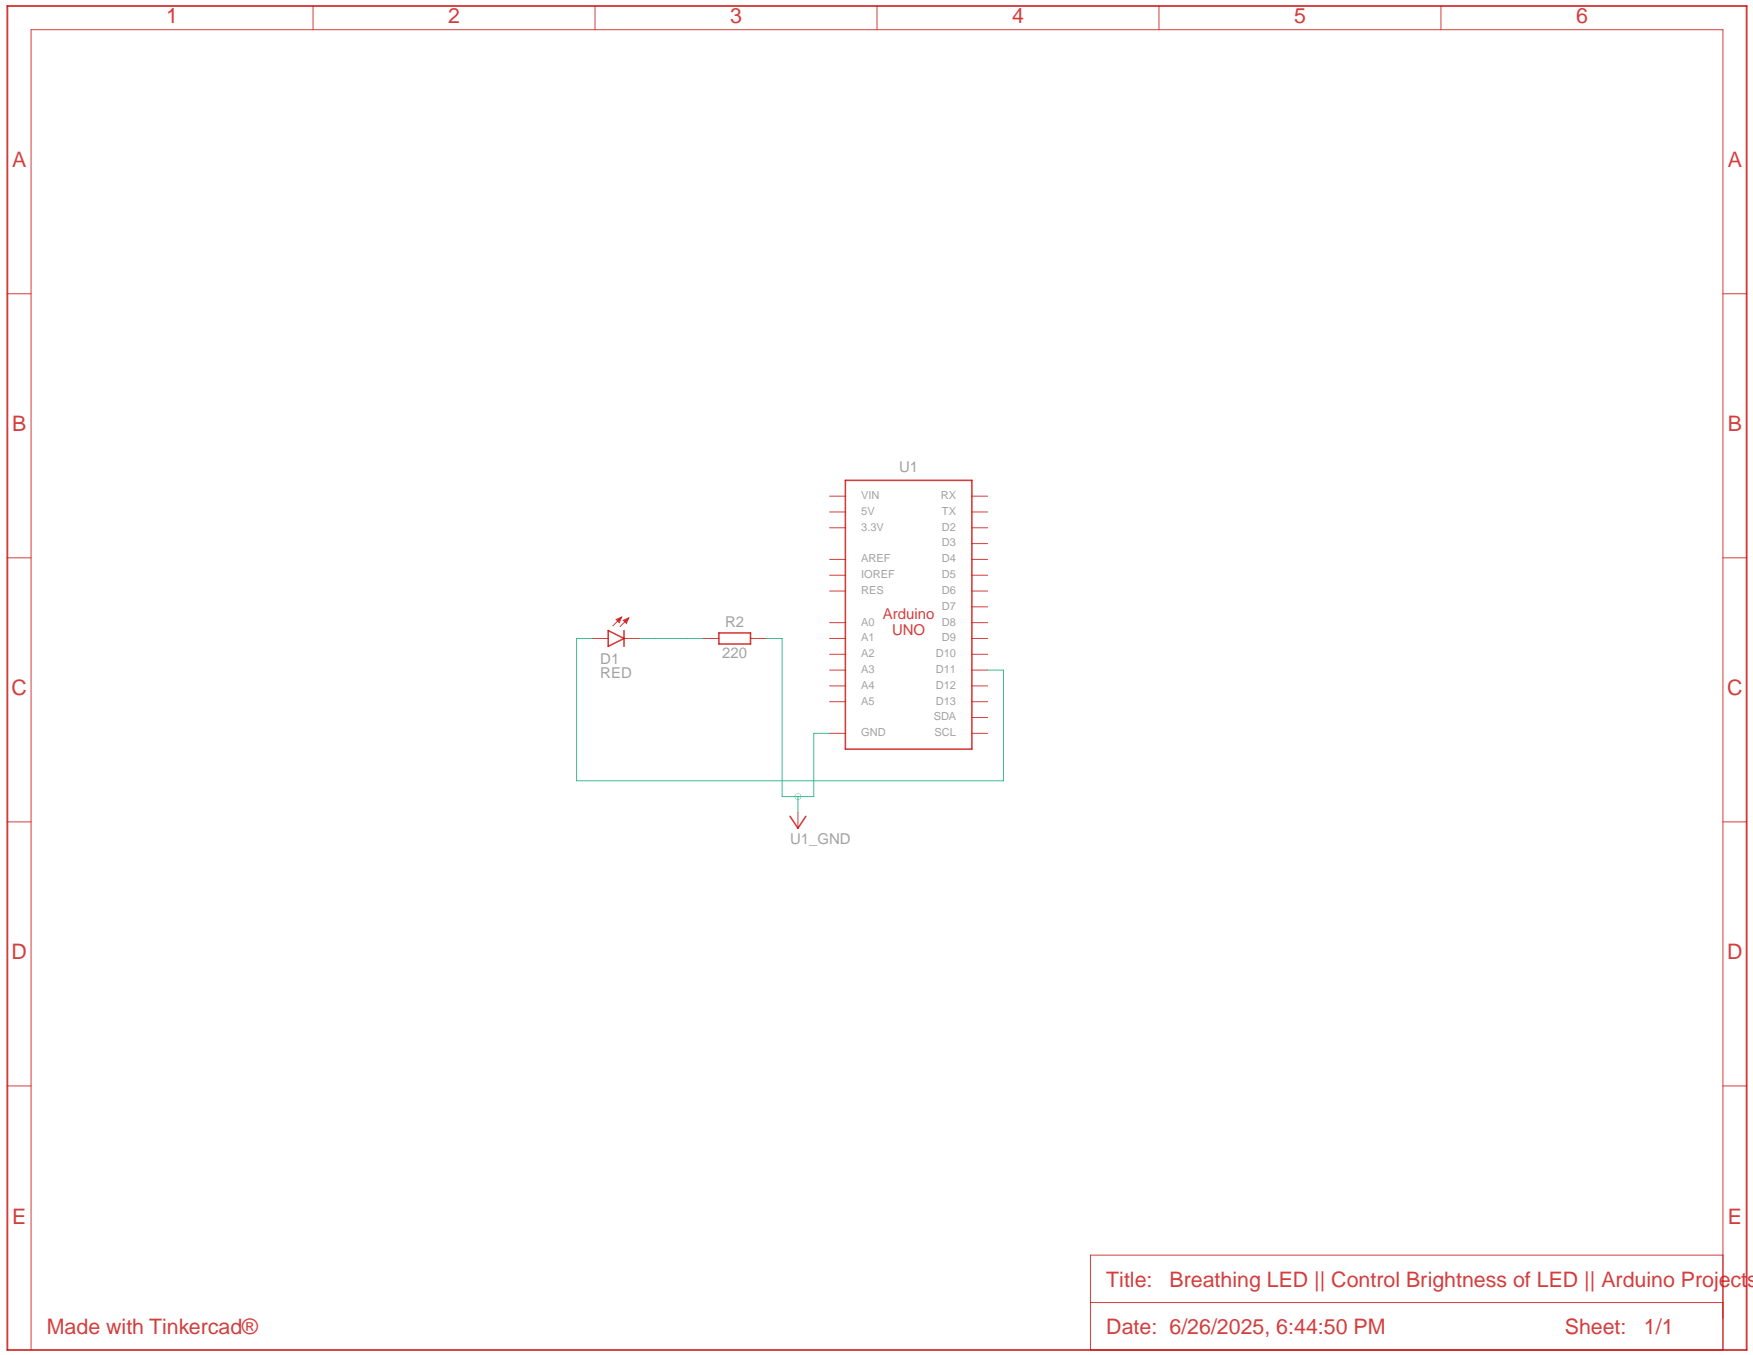 1 2 3 4 5 6
A A
B B
U1
VIN RX
5V TX
3.3V D2
D3
AREF D4
IOREF D5
RES D6
D7
Arduino
A0 D8
UNO
A1 D9
A2 D10
A3 D11
A4 D12
A5 D13
SDA
GND SCL
R2
220
D1
RED
C C
U1_GND
D D
E E
Title: Breathing LED || Control Brightness of LED || Arduino Projects
Date: 6/26/2025, 6:44:50 PM Sheet: 1/1
Made with Tinkercad®